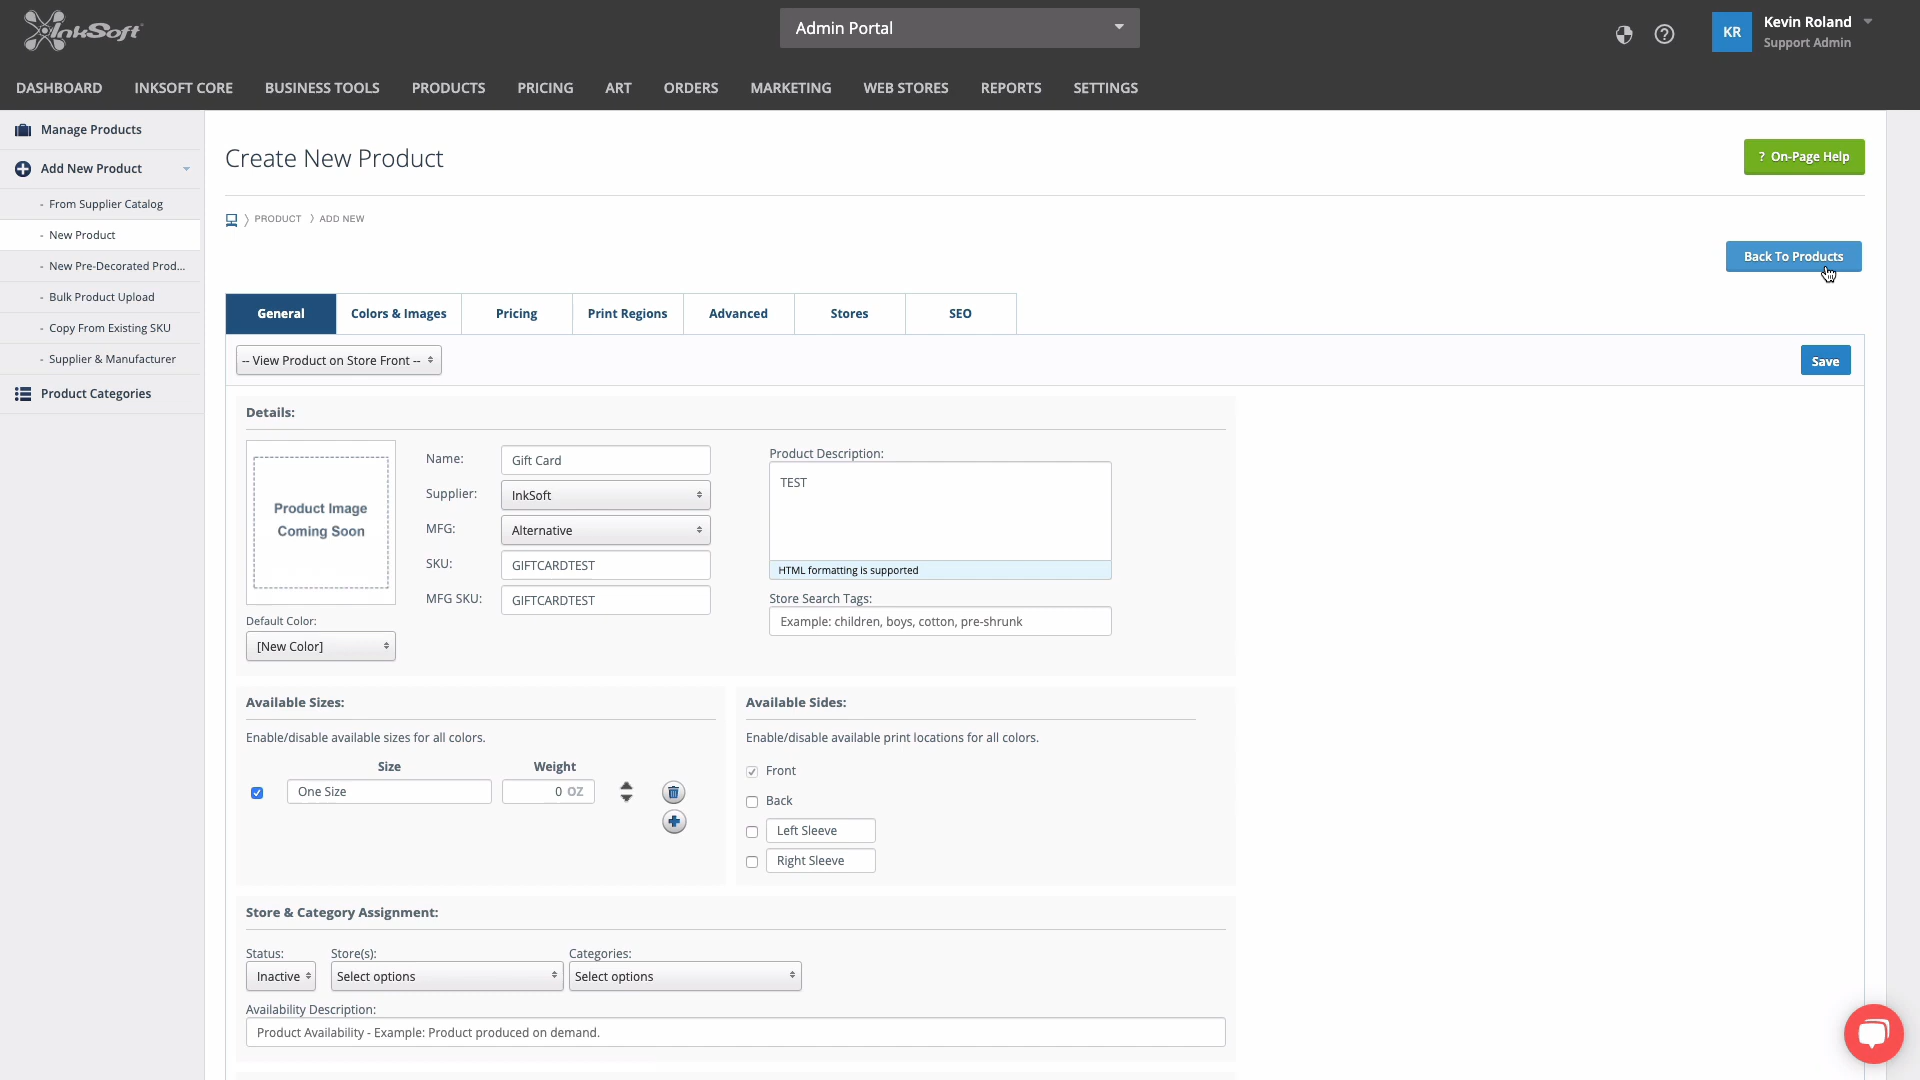 InkSoft
Admin Portal
KR
Kevin Roland
Support Admin
DASHBOARD
INKSOFT CORE
BUSINESS TOOLS
PRODUCTS
PRICING
ART
ORDERS
MARKETING
WEB STORES
REPORTS
SETTINGS
Manage Products
Add New Product
- From Supplier Catalog
- New Product
- New Pre-Decorated Prod...
- Bulk Product Upload
- Copy From Existing SKU
- Supplier & Manufacturer
Product Categories
Create New Product
? On-Page Help
PRODUCT
ADD NEW
Back To Products
General
Colors & Images
Pricing
Print Regions
Advanced
Stores
SEO
-- View Product on Store Front --
Save
Details:
Product Image
Coming Soon
Default Color:
[New Color]
Name:
Gift Card
Supplier:
InkSoft
MFG:
Alternative
SKU:
GIFTCARDTEST
MFG SKU:
GIFTCARDTEST
Product Description:
TEST
HTML formatting is supported
Store Search Tags:
Example: children, boys, cotton, pre-shrunk
Available Sizes:
Enable/disable available sizes for all colors.
Size
Weight
One Size
0 OZ
Available Sides:
Enable/disable available print locations for all colors.
Front
Back
Left Sleeve
Right Sleeve
Store & Category Assignment:
Status:
Store(s):
Categories:
Inactive
Select options
Select options
Availability Description:
Product Availability - Example: Product produced on demand.